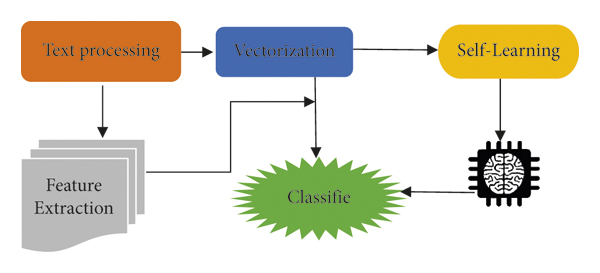 Text processing
Vectorization
Self-Learning
Feature
Extraction
Classifie